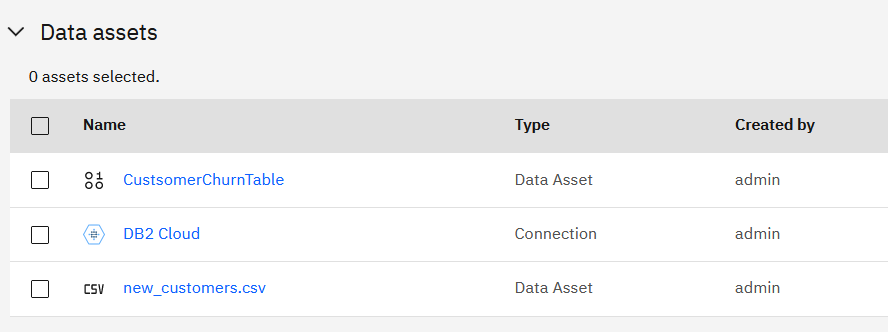 Data assets
0 assets selected.
Name Type Created by
CustsomerChurnTable Data Asset admin
DB2 Cloud Connection admin
CSV new_customers.csv Data Asset admin